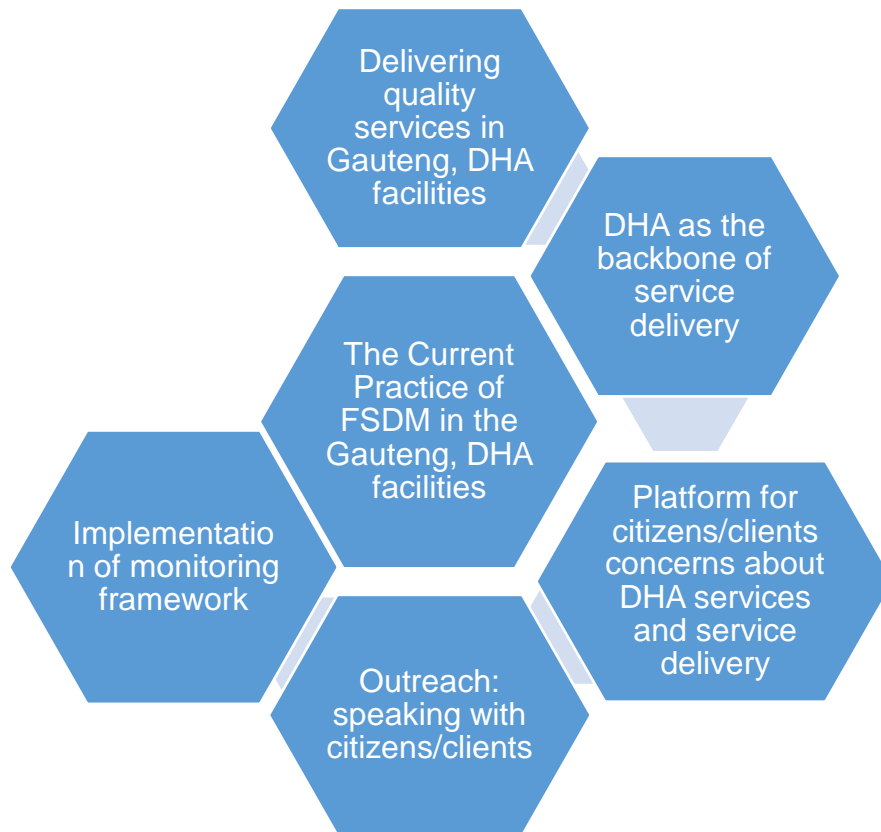 Delivering
quality
services in
Gauteng, DHA
facilities
DHA as the
backbone of
service
delivery
The Current
Practice of
FSDM in the
Gauteng, DHA
facilities
Platform for
citizens/clients
concerns about
DHA services
and service
delivery
Implementatio
n of monitoring
framework
Outreach:
speaking with
citizens/clients